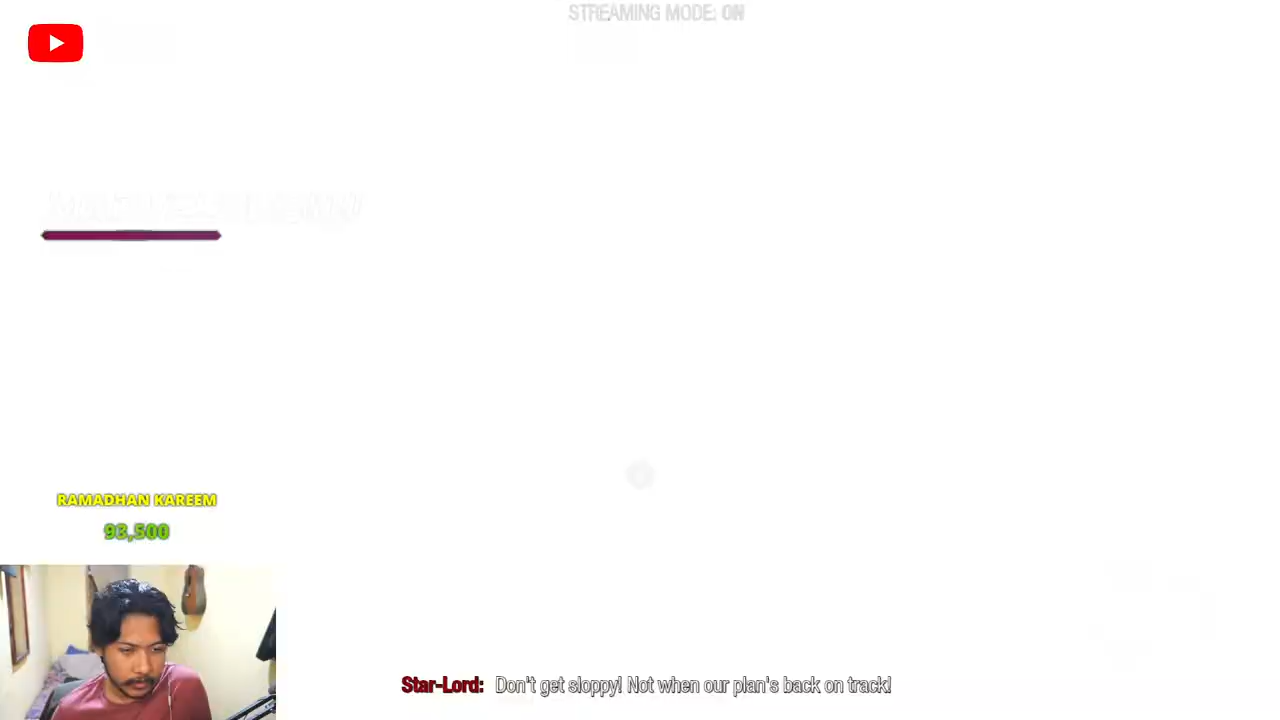 STREAMING MODE: ON
RAMADHAN KAREEM
93,500
Star-Lord: Don't get sloppy! Not when our plan's back on track!